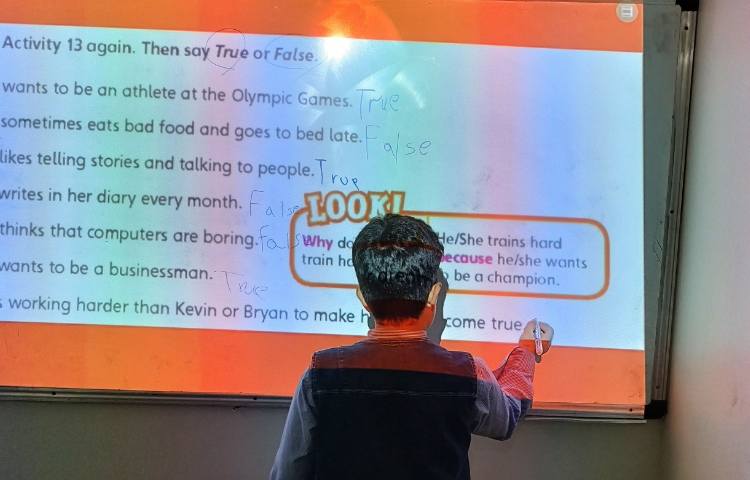 Activity 13 again. Then say True or False.
wants to be an athlete at the Olympic Games. True
sometimes eats bad food and goes to bed late. False
likes telling stories and talking to people. True
writes in her diary every month. False
thinks that computers are boring. False
wants to be a businessman. True
working harder than Kevin or Bryan to make come true
LOOK!
Why do He/She trains hard
train because he/she wants
be a champion.